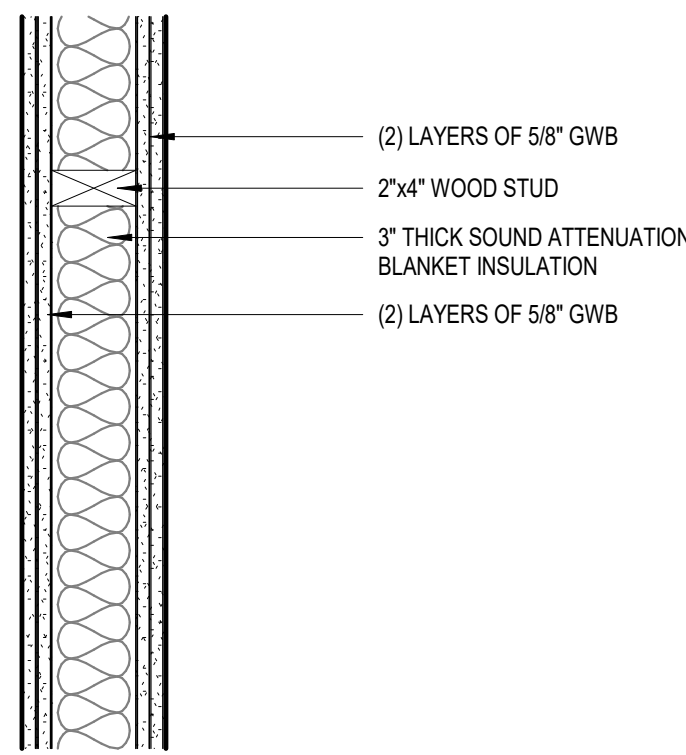 (2) LAYERS OF 5/8" GWB
2"x4" WOOD STUD
3" THICK SOUND ATTENUATION
BLANKET INSULATION
(2) LAYERS OF 5/8" GWB